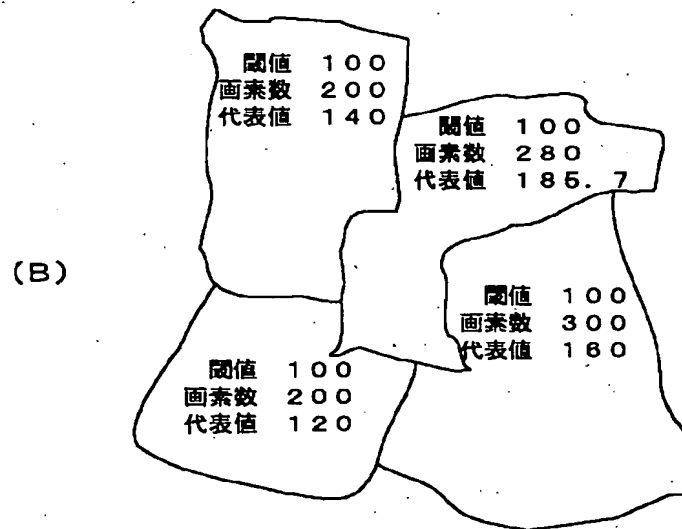 閾値 １００
画素数 ２００
代表値 １４０
閾値 １００
画素数 ２８０
代表値 １８５．７
（Ｂ）
閾値 １００
画素数 ３００
代表値 １６０
閾値 １００
画素数 ２００
代表値 １２０